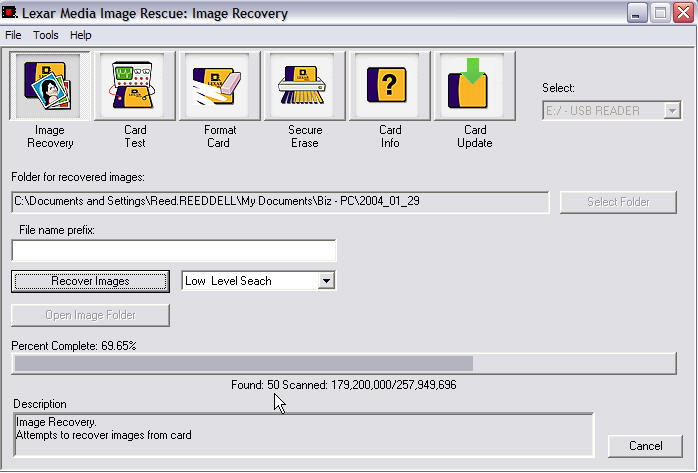 Lexar Media Image Rescue: Image Recovery
File Tools Help
LEXAR
LEXAR
LEXAR
Image
Recovery
Card
Test
Format
Card
Secure
Erase
Card
Info
Card
Update
?
Select:
E:/ - USB READER
Folder for recovered images:
C:\Documents and Settings\Reed.REEDDELL\My Documents\Biz - PC\2004_01_29
Select Folder
File name prefix:
Recover Images
Low Level Seach
Open Image Folder
Percent Complete: 69.65%
Found: 50 Scanned: 179,200,000/257,949,696
Description
Image Recovery.
Attempts to recover images from card
Cancel